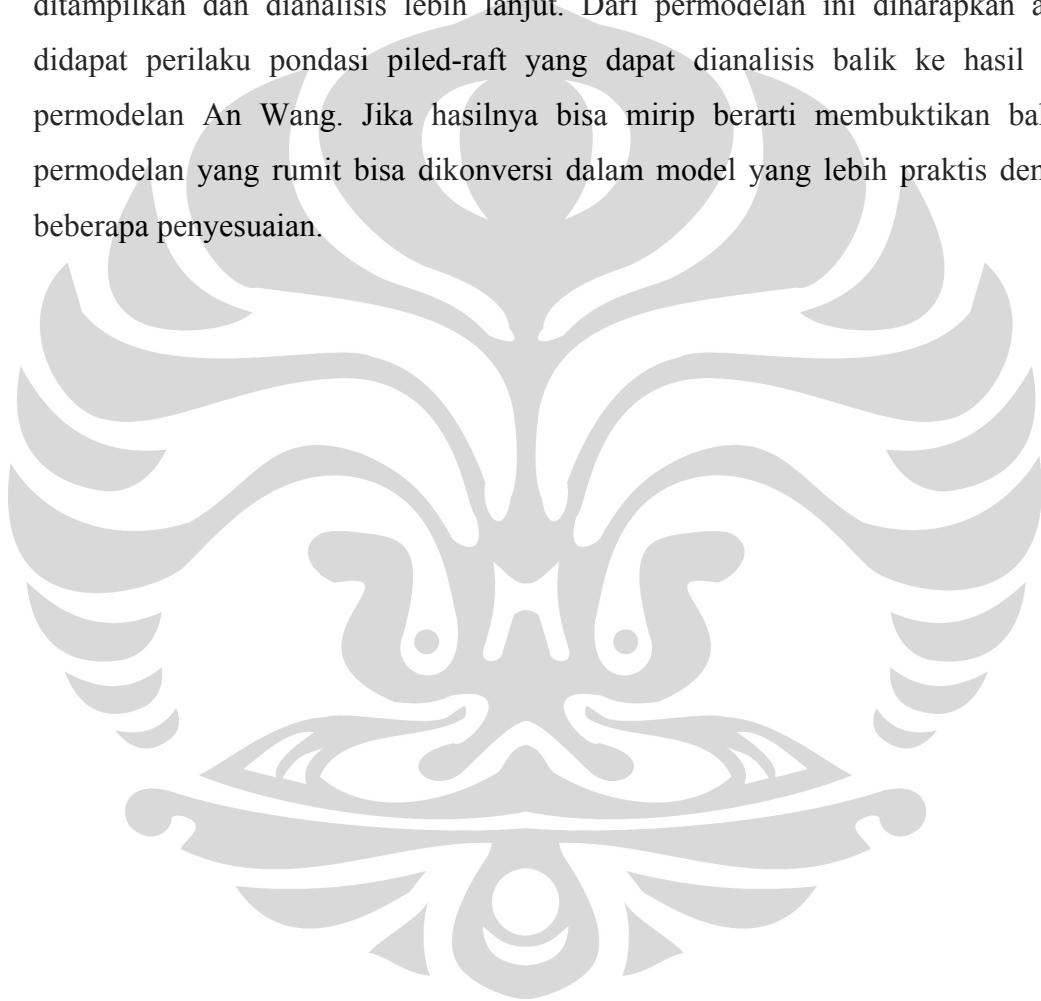 ditampilkan dan dianalisis lebih lanjut. Dari permodelan ini diharapkan a
didapat perilaku pondasi piled-raft yang dapat dianalisis balik ke hasil
permodelan An Wang. Jika hasilnya bisa mirip berarti membuktikan ba
permodelan yang rumit bisa dikonversi dalam model yang lebih praktis den
beberapa penyesuaian.